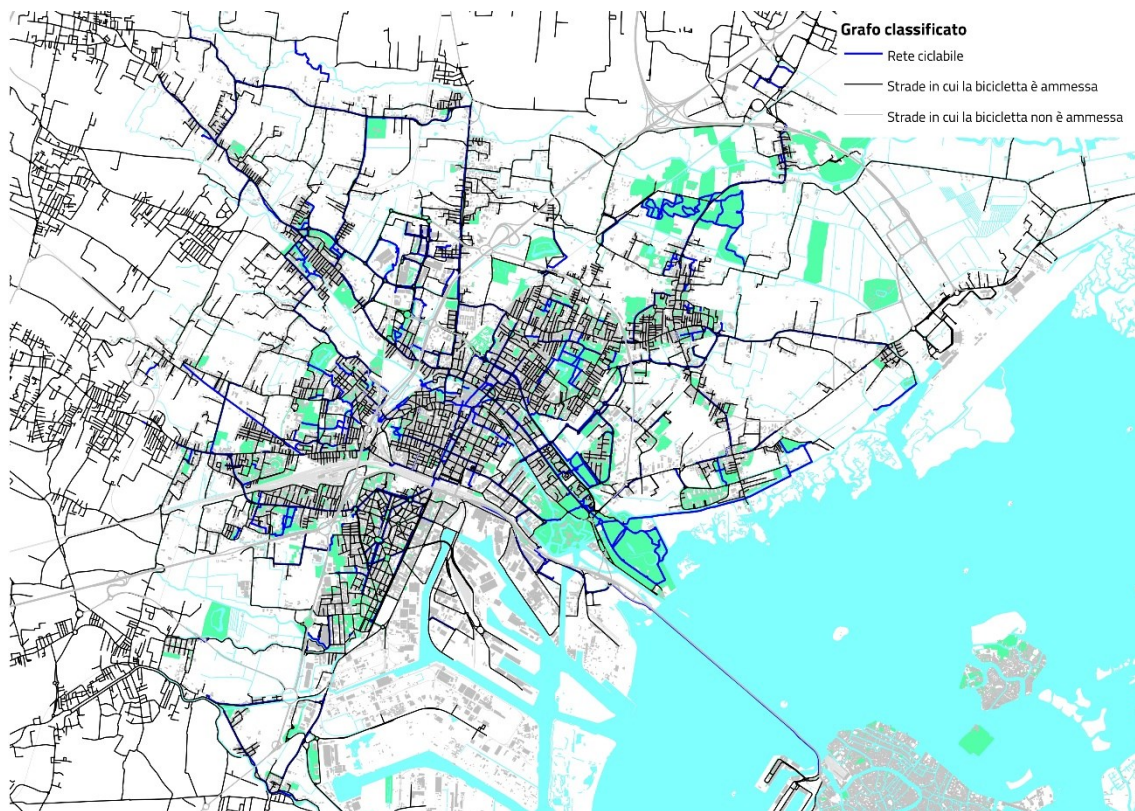 Grafo classificato
Rete ciclabile
Strade in cui la bicicletta è ammessa
Strade in cui la bicicletta non è ammessa